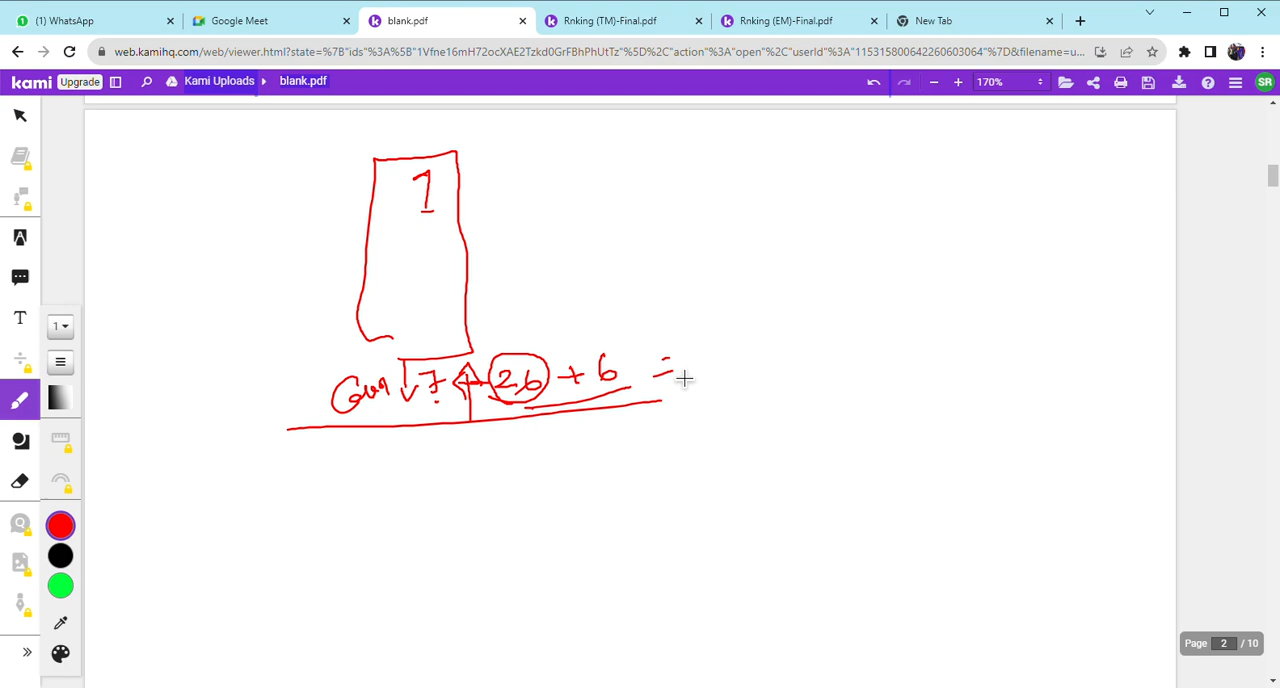 (1) WhatsApp
Google Meet
blank.pdf
Rnking (TM)-Final.pdf
Rnking (EM)-Final.pdf
New Tab
web.kamihq.com/web/viewer.html?state=%7B"ids"%3A%5B"1Vfne16mH72ocXAE2Tzkd0GrFBhPhUtTz"%5D%2C"action"%3A"open"%2C"userId"%3A"115315800642260603064"%7D&filename=u...
kami Upgrade Kami Uploads blank.pdf 170% SR
1
7 26 + 6 =
T
1
Page 2 / 10